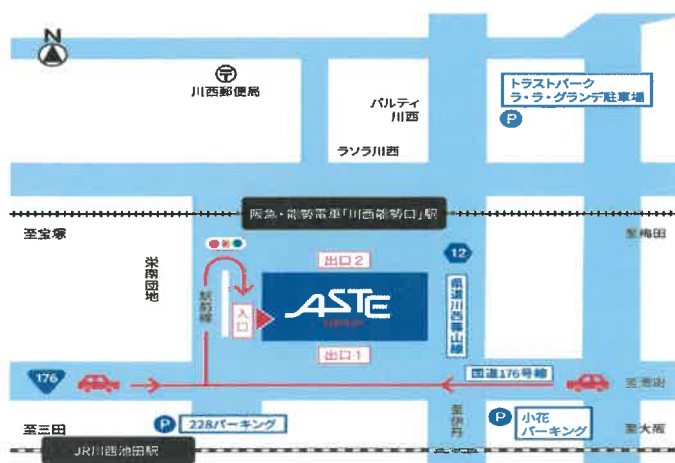 N
川西郵便局
パルティ
川西
ラソラ川西
トラストパーク
ラ・ラ・グランデ駐車場
P
阪急・能勢電車「川西能勢口」駅
至宝塚
至梅田
栄南団地
駅前線
出口2
12
県道川西篠山線
入口
ASTE
出口1
176
国道176号線
至三田
P
228パーキング
至伊丹
P
小花
パーキング
至大阪
JR川西池田駅